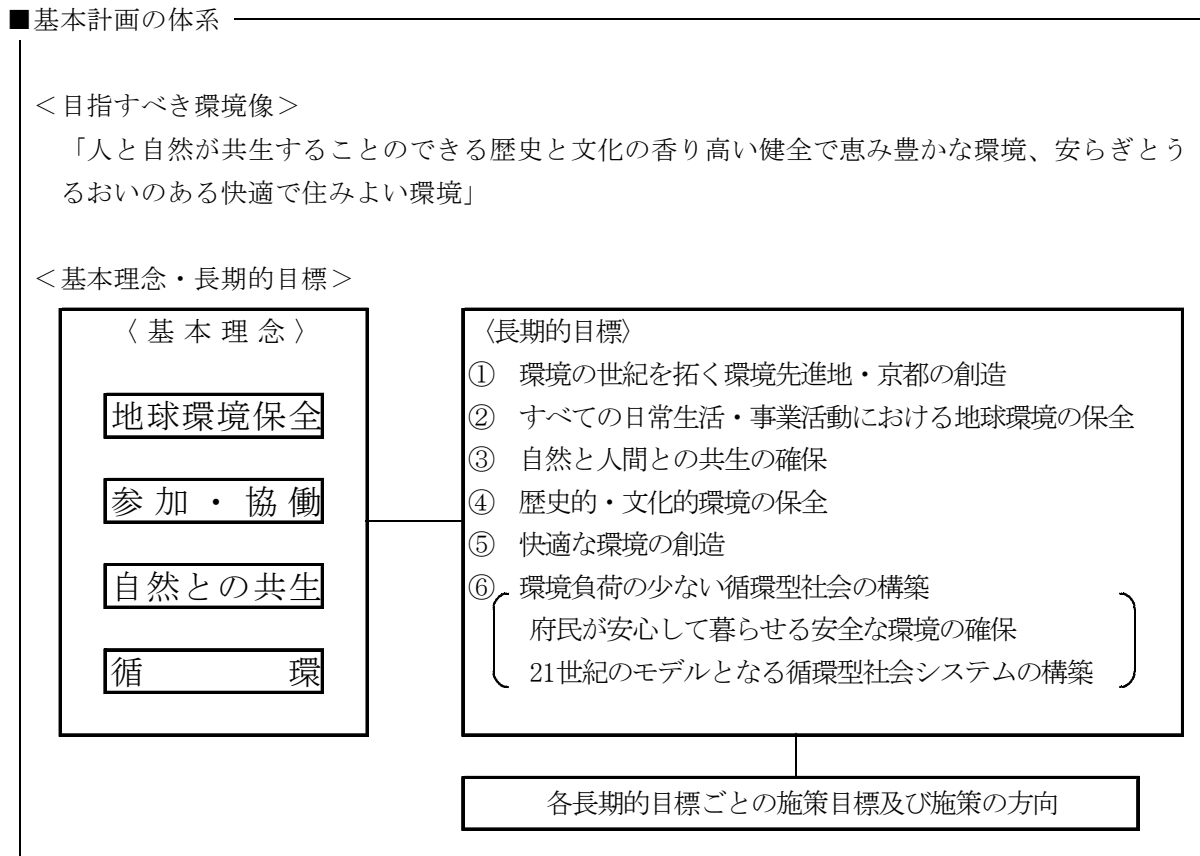 ■基本計画の体系
＜目指すべき環境像＞
「人と自然が共生することのできる歴史と文化の香り高い健全で恵み豊かな環境、安らぎとう
るおいのある快適で住みよい環境」
＜基本理念・長期的目標＞
〈基本理念〉
地球環境保全
参加・協働
自然との共生
循環
〈長期的目標〉
① 環境の世紀を拓く環境先進地・京都の創造
② すべての日常生活・事業活動における地球環境の保全
③ 自然と人間との共生の確保
④ 歴史的・文化的環境の保全
⑤ 快適な環境の創造
⑥ 環境負荷の少ない循環型社会の構築
府民が安心して暮らせる安全な環境の確保
21世紀のモデルとなる循環型社会システムの構築
各長期的目標ごとの施策目標及び施策の方向